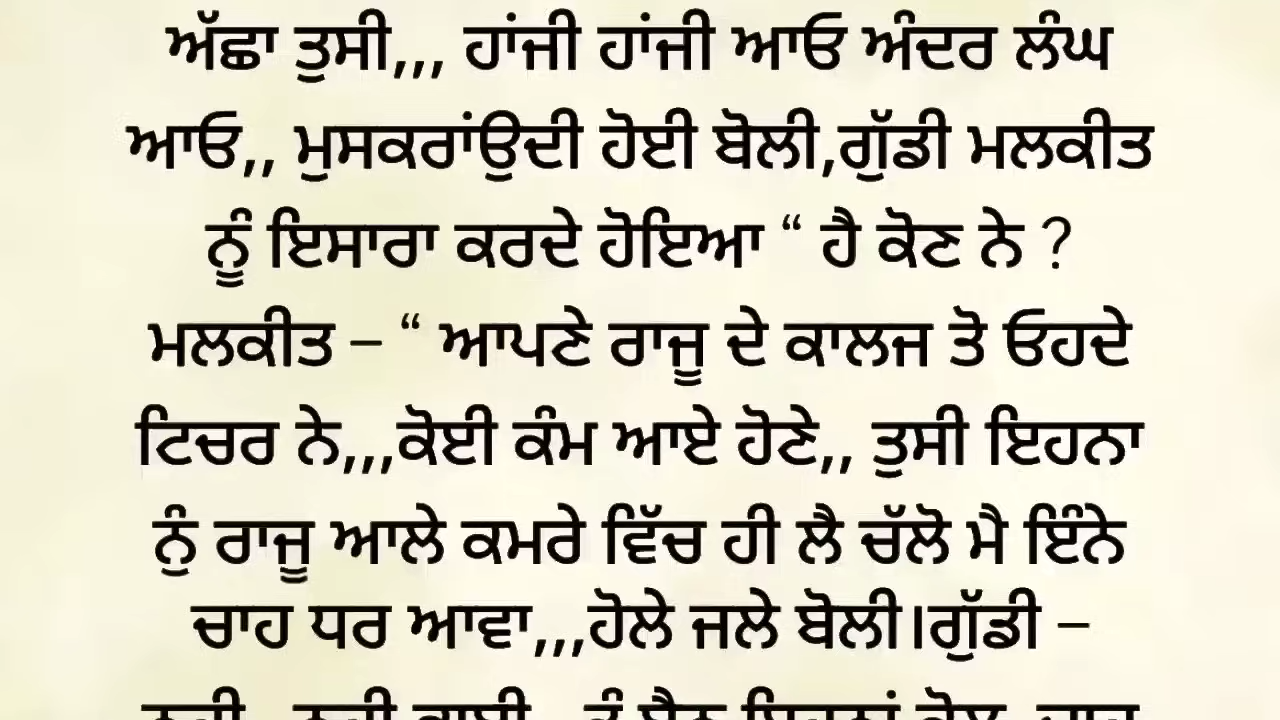 ਅੱਛਾ ਤੁਸੀ,,, ਹਾਂਜੀ ਹਾਂਜੀ ਆਓ ਅੰਦਰ ਲੰਘ
ਆਓ,, ਮੁਸਕਰਾਂਉਦੀ ਹੋਈ ਬੋਲੀ,ਗੁੱਡੀ ਮਲਕੀਤ
ਨੂੰ ਇਸਾਰਾ ਕਰਦੇ ਹੋਇਆ “ ਹੈ ਕੋਣ ਨੇ ?
ਮਲਕੀਤ – “ ਆਪਣੇ ਰਾਜੂ ਦੇ ਕਾਲਜ ਤੋ ਓਹਦੇ
ਟਿਚਰ ਨੇ,,,ਕੋਈ ਕੰਮ ਆਏ ਹੋਣੇ,, ਤੁਸੀ ਇਹਨਾ
ਨੁੰ ਰਾਜੂ ਆਲੇ ਕਮਰੇ ਵਿੱਚ ਹੀ ਲੈ ਚੱਲੋ ਮੈ ਇੰਨੇ
ਚਾਹ ਧਰ ਆਵਾ,,,ਹੋਲੇ ਜਲੇ ਬੋਲੀ।ਗੁੱਡੀ –